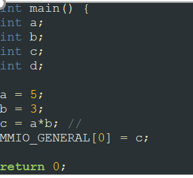 int main() {
int a;
int b;
int c;
int d;

a = 5;
b = 3;
c = a*b; //
MMIO_GENERAL[0] = c;

return 0;